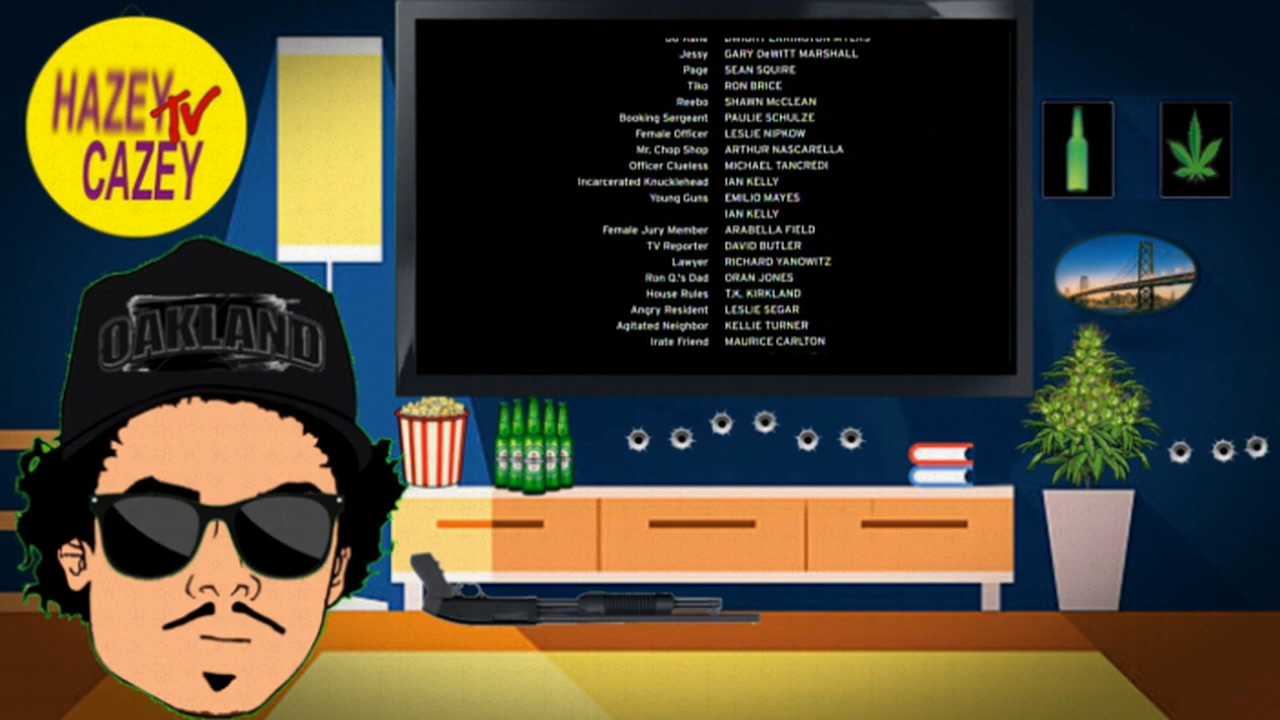 HAZEY
TV
CAZEY
OAKLAND
Jessy GARY DeWITT MARSHALL
Page SEAN SQUIRE
Tiko RON BRICE
Reebo SHAWN McCLEAN
Booking Sergeant PAULIE SCHULZE
Female Officer LESLIE NIPKOW
Mr. Chop Shop ARTHUR NASCARELLA
Officer Clueless MICHAEL TANCREDI
Incarcerated Knucklehead IAN KELLY
Young Guns EMILIO MAYES
IAN KELLY
Female Jury Member ARABELLA FIELD
TV Reporter DAVID BUTLER
Lawyer RICHARD YANOWITZ
Ron Q.'s Dad ORAN JONES
House Rules T.K. KIRKLAND
Angry Resident LESLIE SEGAR
Agitated Neighbor KELLIE TURNER
Irate Friend MAURICE CARLTON